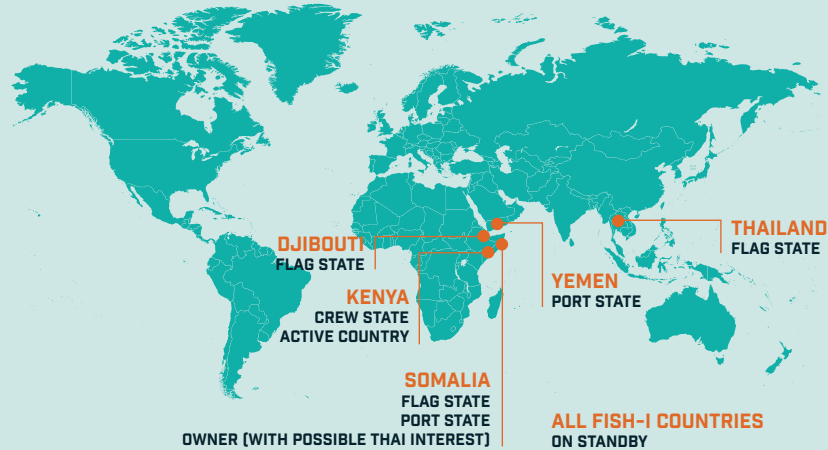 DJIBOUTI
FLAG STATE
KENYA
CREW STATE
ACTIVE COUNTRY
SOMALIA
FLAG STATE
PORT STATE
OWNER (WITH POSSIBLE THAI INTEREST)
YEMEN
PORT STATE
THAILAND
FLAG STATE
ALL FISH-I COUNTRIES
ON STANDBY